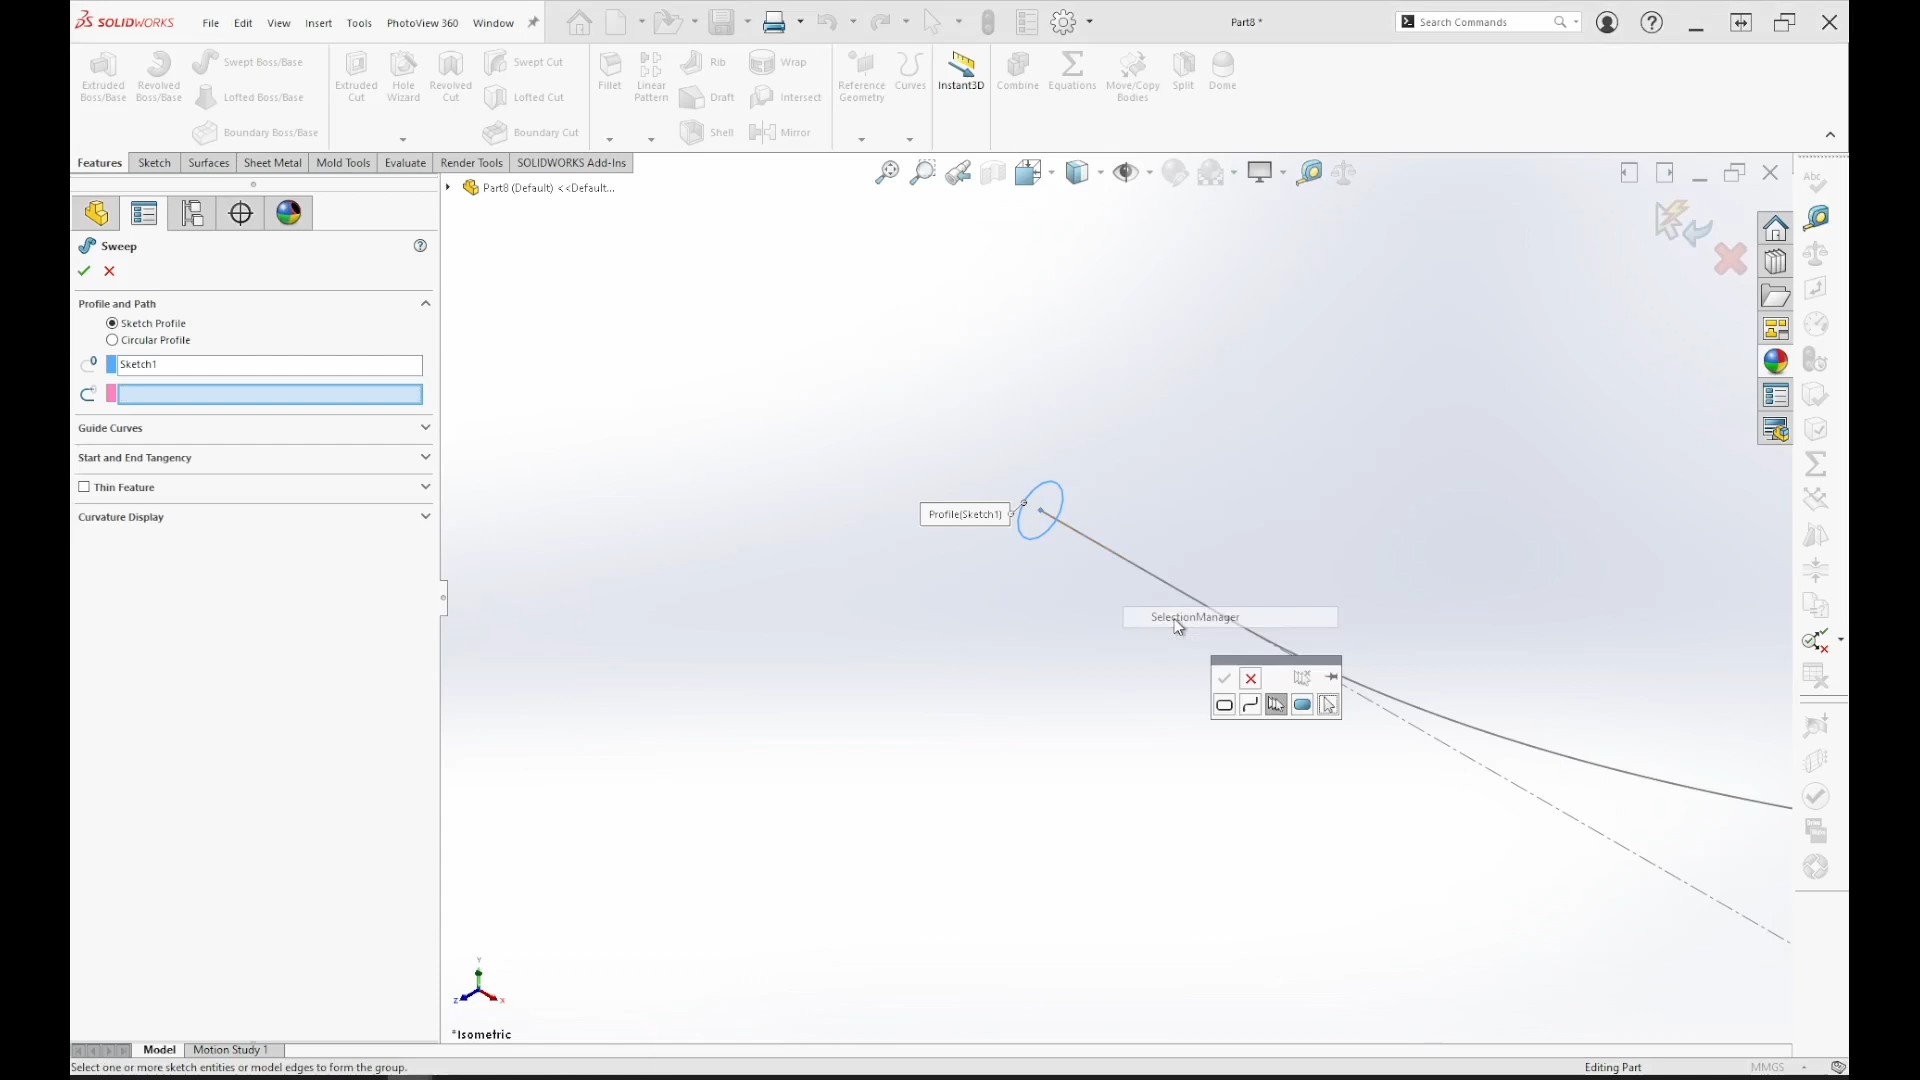 SOLIDWORKS File Edit View Insert Tools PhotoView 360 Window Part8 * Search Commands
Extruded Boss/Base
Revolved Boss/Base
Swept Boss/Base
Lofted Boss/Base
Boundary Boss/Base
Extruded Cut
Hole Wizard
Revolved Cut
Swept Cut
Lofted Cut
Boundary Cut
Fillet
Linear Pattern
Rib
Draft
Shell
Wrap
Intersect
Mirror
Reference Geometry
Curves
Instant3D
Combine
Equations
Move/Copy Bodies
Split
Dome
Features Sketch Surfaces Sheet Metal Mold Tools Evaluate Render Tools SOLIDWORKS Add-Ins
Part8 (Default) <<Default...
Sweep
Profile and Path
Sketch Profile
Circular Profile
Sketch1
Guide Curves
Start and End Tangency
Thin Feature
Curvature Display
Profile(Sketch1)
SelectionManager
Abc
Y
Z
X
*Isometric
Model Motion Study 1
Select one or more sketch entities or model edges to form the group. Editing Part MMGS